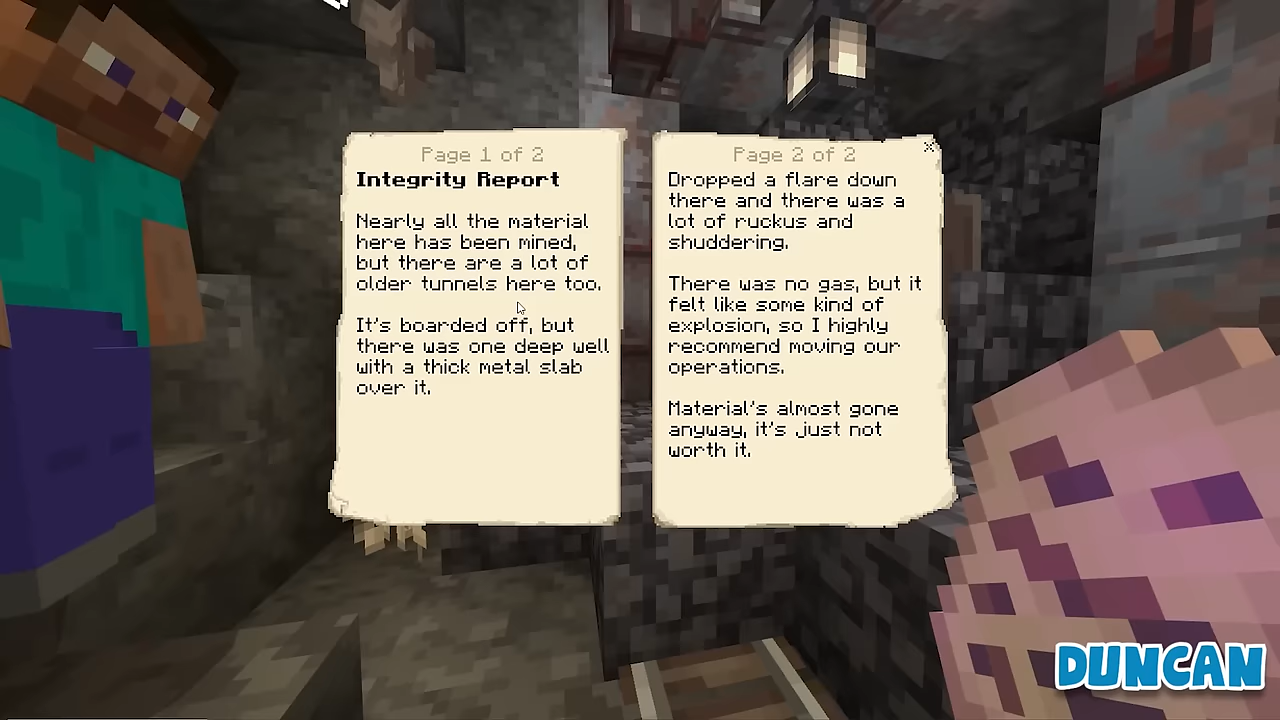 Page 1 of 2
Integrity Report
Nearly all the material
here has been mined,
but there are a lot of
older tunnels here too.
It's boarded off, but
there was one deep well
with a thick metal slab
over it.
Page 2 of 2
Dropped a flare down
there and there was a
lot of ruckus and
shuddering.
There was no gas, but it
felt like some kind of
explosion, so I highly
recommend moving our
operations.
Material's almost gone
anyway, it's just not
worth it.
DUNCAN